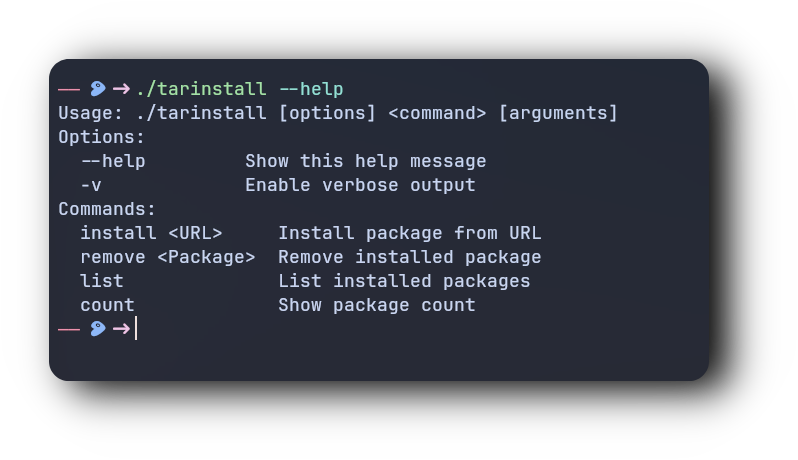 ➜ ./tarinstall --help
Usage: ./tarinstall [options] <command> [arguments]
Options:
  --help         Show this help message
  -v             Enable verbose output
Commands:
  install <URL>     Install package from URL
  remove <Package>  Remove installed package
  list              List installed packages
  count             Show package count
➜